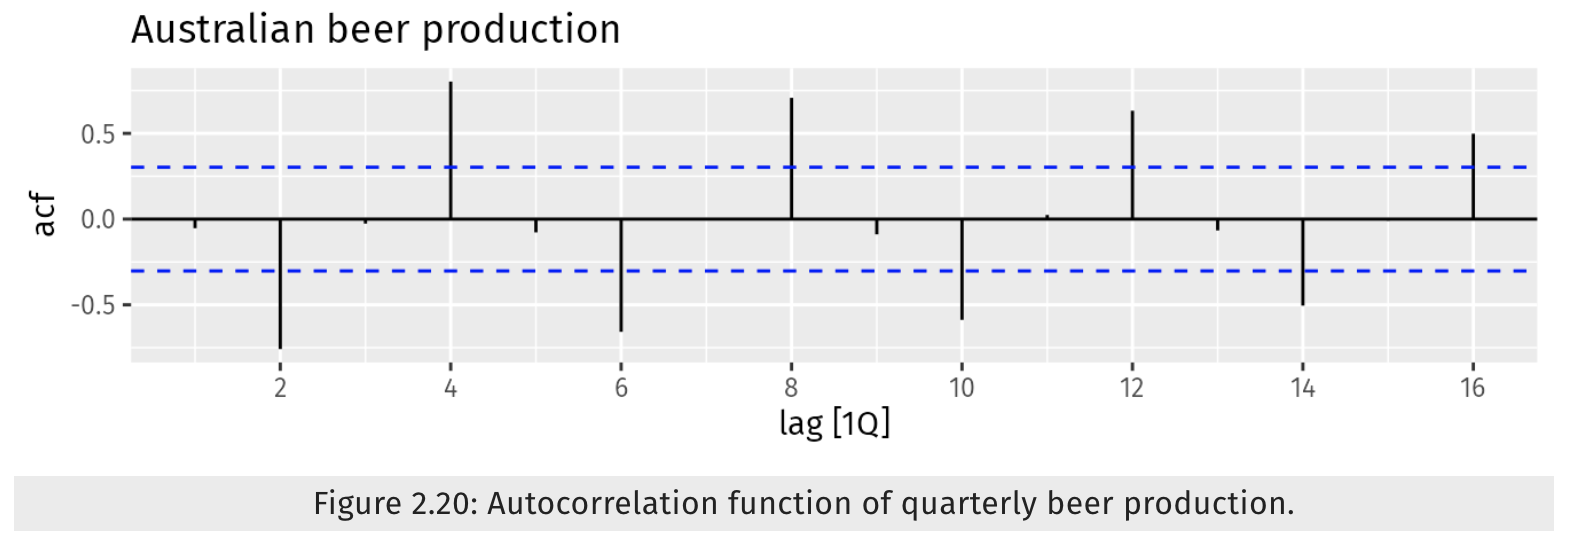 Australian beer production
0.5
0.0
-0.5
acf
2 4 6 8 10 12 14 16
lag [1Q]
Figure 2.20: Autocorrelation function of quarterly beer production.